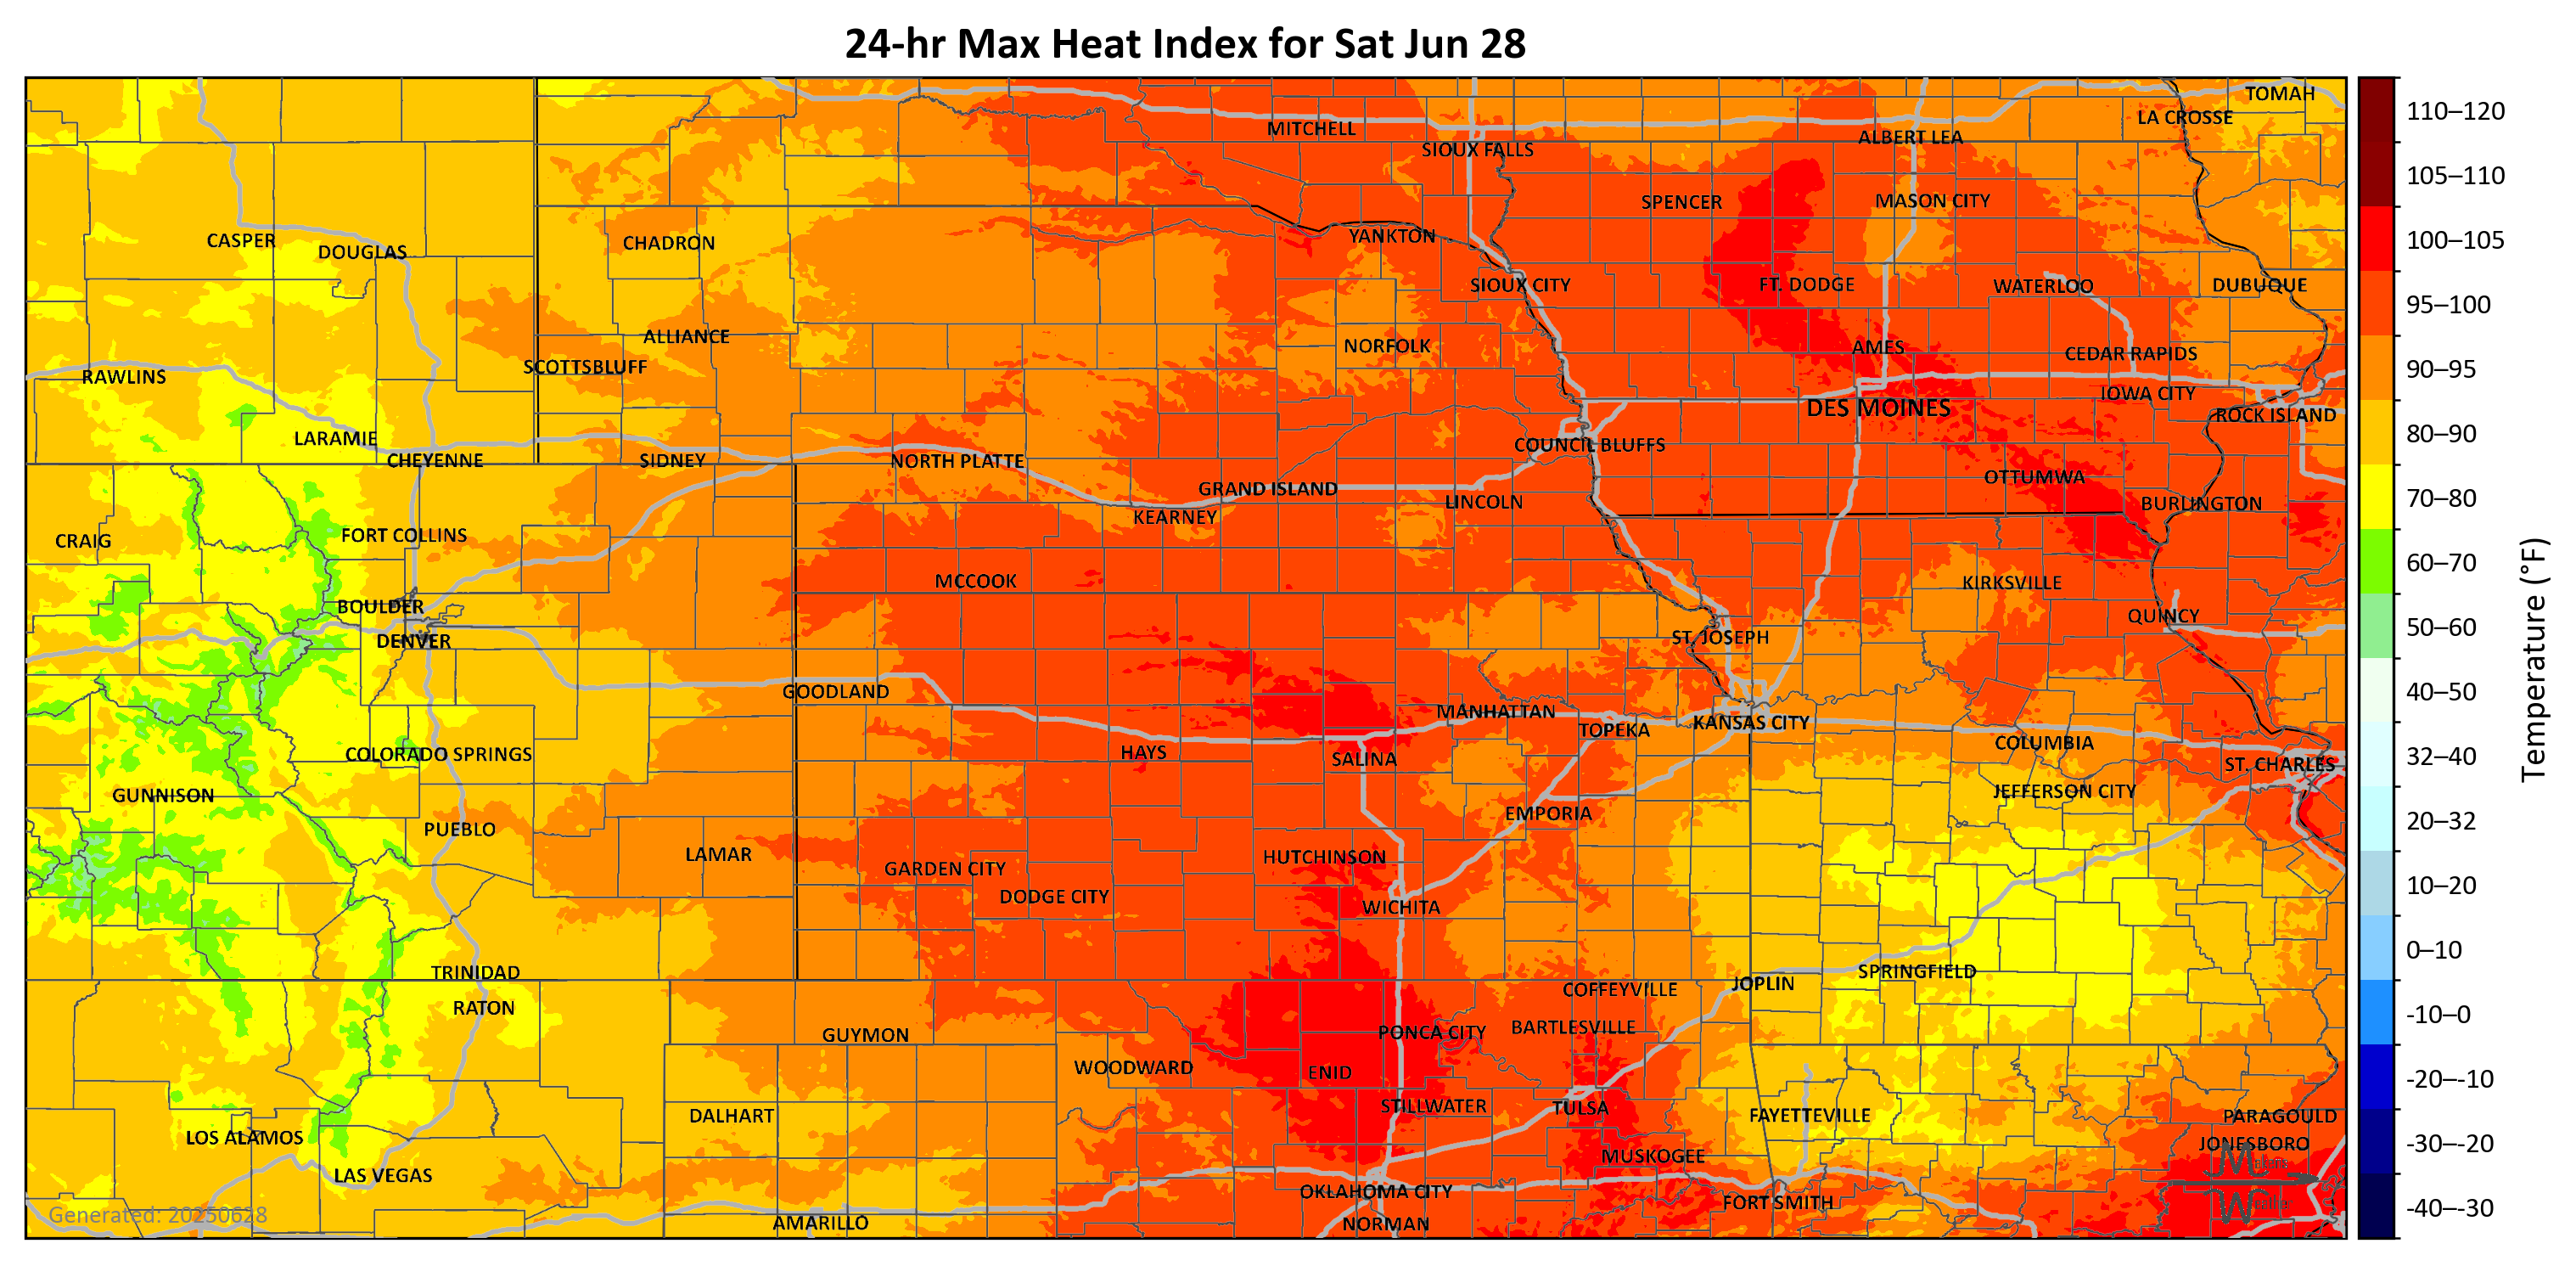 24-hr Max Heat Index for Sat Jun 28
TOMAH
LA CROSSE
MITCHELL
ALBERT LEA
SIOUX FALLS
SPENCER
MASON CITY
YANKTON
CASPER
CHADRON
DOUGLAS
SIOUX CITY
FT. DODGE
WATERLOO
DUBUQUE
ALLIANCE
NORFOLK
AMES
CEDAR RAPIDS
SCOTTSBLUFF
RAWLINS
IOWA CITY
DES MOINES
ROCK ISLAND
LARAMIE
COUNCIL BLUFFS
CHEYENNE
SIDNEY
NORTH PLATTE
OTTUMWA
GRAND ISLAND
LINCOLN
BURLINGTON
KEARNEY
FORT COLLINS
CRAIG
MCCOOK
KIRKSVILLE
BOULDER
QUINCY
DENVER
ST. JOSEPH
GOODLAND
MANHATTAN
KANSAS CITY
TOPEKA
COLUMBIA
COLORADO SPRINGS
HAYS
SALINA
ST. CHARLES
GUNNISON
JEFFERSON CITY
EMPORIA
PUEBLO
LAMAR
HUTCHINSON
GARDEN CITY
DODGE CITY
WICHITA
TRINIDAD
SPRINGFIELD
JOPLIN
COFFEYVILLE
RATON
BARTLESVILLE
PONCA CITY
GUYMON
WOODWARD
ENID
STILLWATER
TULSA
DALHART
FAYETTEVILLE
PARAGOULD
LOS ALAMOS
JONESBORO
MUSKOGEE
LAS VEGAS
OKLAHOMA CITY
FORT SMITH
AMARILLO
NORMAN
Generated: 20250628
110–120
105–110
100–105
95–100
90–95
80–90
70–80
60–70
50–60
40–50
32–40
20–32
10–20
0–10
-10–0
-20–-10
-30–-20
-40–-30
Temperature (°F)